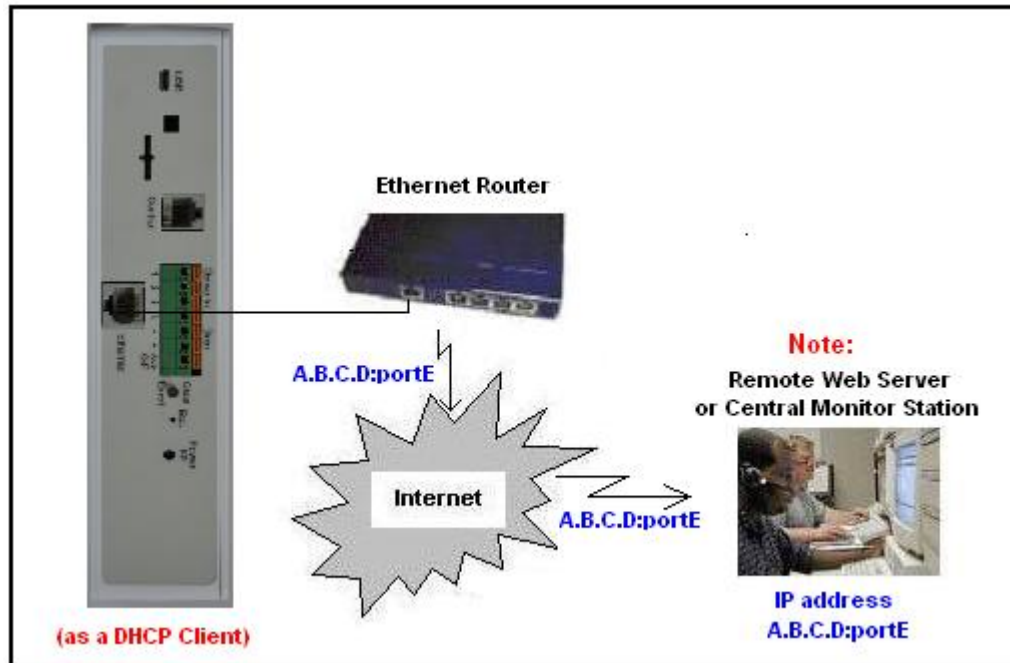 USB
Ethernet Router
A.B.C.D:portE
Internet
A.B.C.D:portE
Note:
Remote Web Server
or Central Monitor Station
IP address
A.B.C.D:portE
(as a DHCP Client)